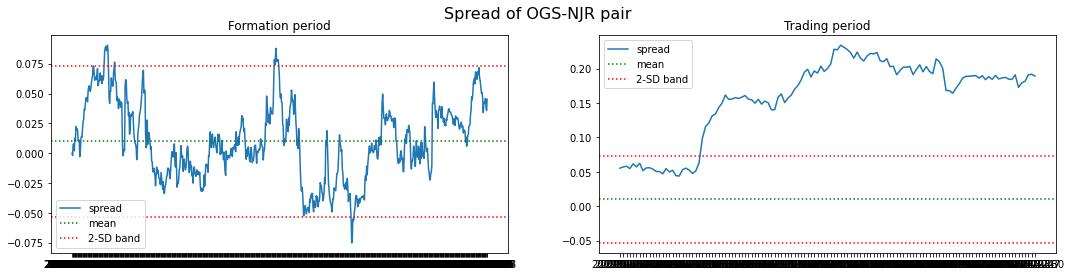 Spread of OGS-NJR pair
Formation period
0.075
0.050
0.025
0.000
−0.025
−0.050
−0.075
spread
mean
2-SD band
Trading period
0.20
0.15
0.10
0.05
0.00
−0.05
spread
mean
2-SD band